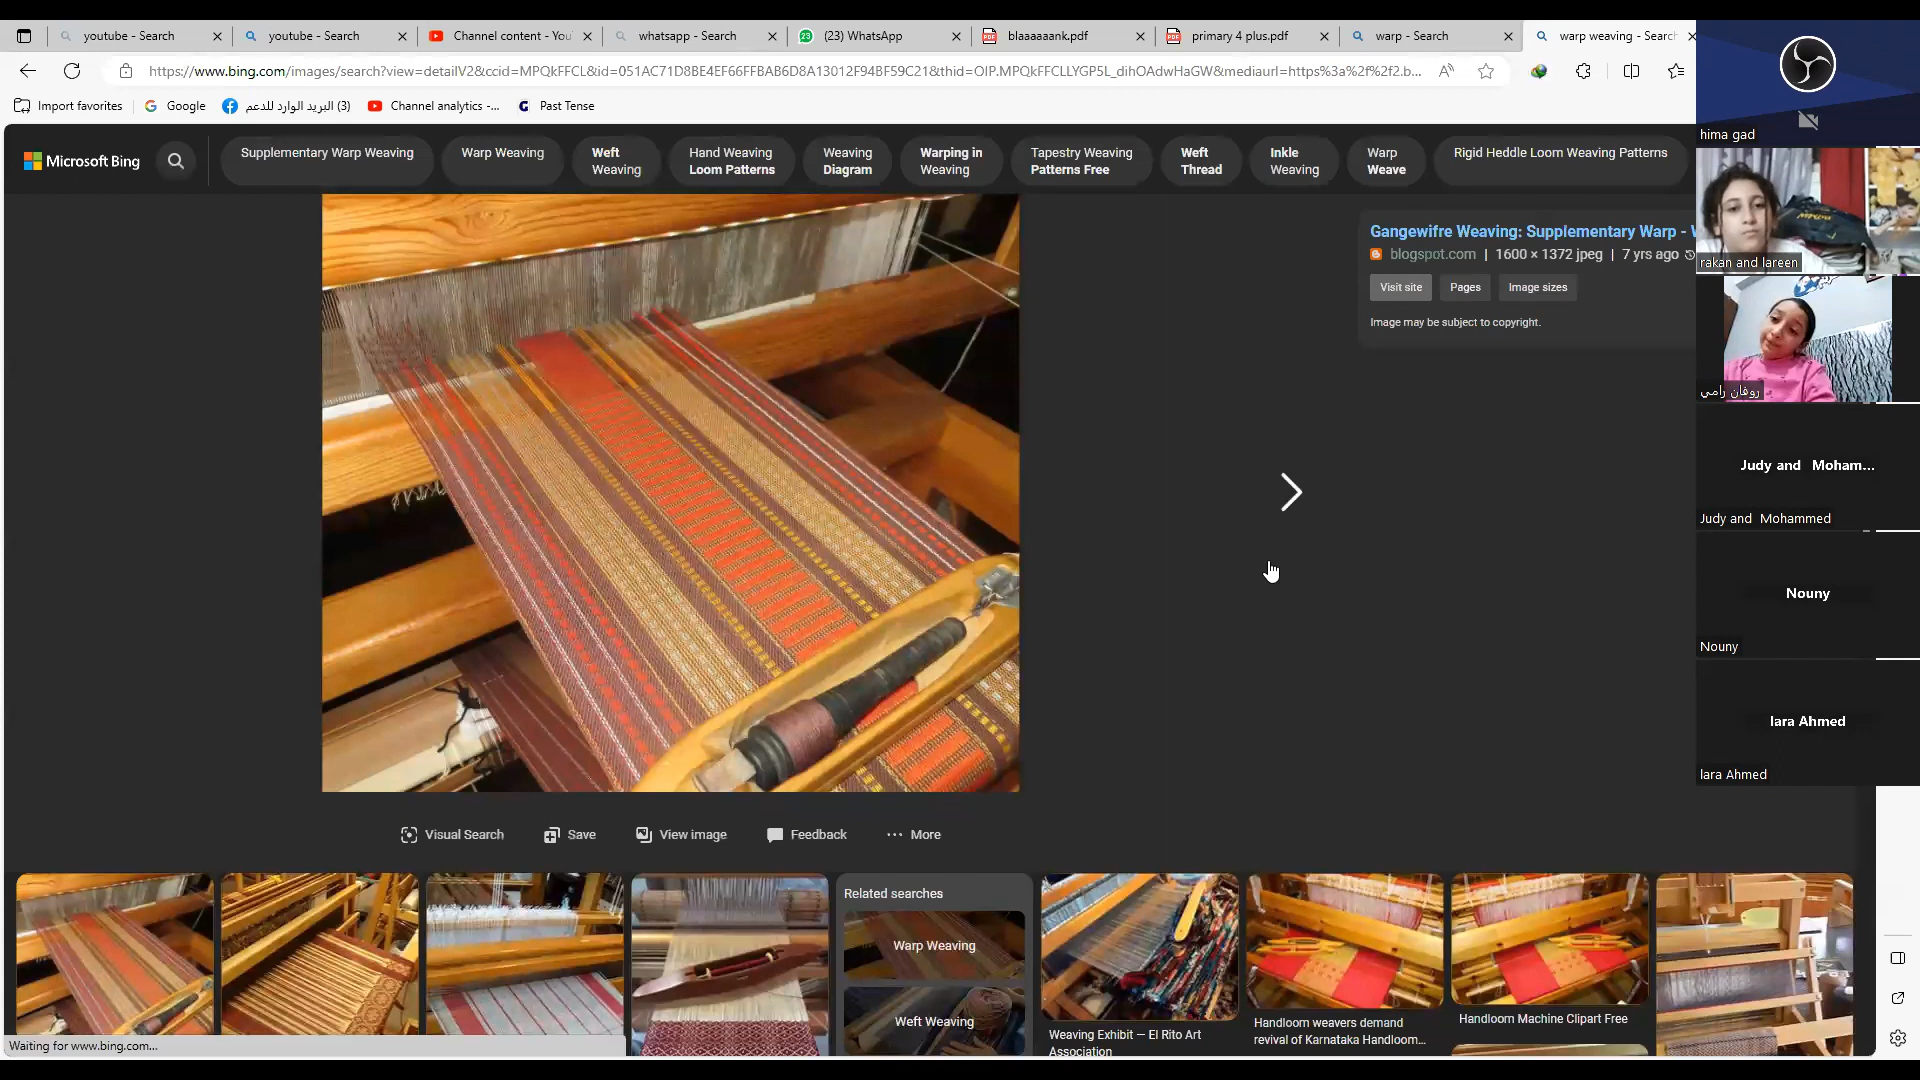 youtube - Search
youtube - Search
Channel content - You
whatsapp - Search
(23) WhatsApp
blaaaaaank.pdf
primary 4 plus.pdf
warp - Search
warp weaving - Search
https://www.bing.com/images/search?view=detailV2&ccid=MPQkFFCL&id=051AC71D8BE4EF66FFBAB6D8A13012F94BF59C21&thid=OIP.MPQkFFCLLYGP5L_dihOAdwHaGW&mediaurl=https%3a%2f%2f2.b...
Import favorites
Google
(3) البريد الوارد للدعم
Channel analytics -...
Past Tense
Microsoft Bing
Supplementary Warp Weaving
Warp Weaving
Weft
Weaving
Hand Weaving
Loom Patterns
Weaving
Diagram
Warping in
Weaving
Tapestry Weaving
Patterns Free
Weft
Thread
Inkle
Weaving
Warp
Weave
Rigid Heddle Loom Weaving Patterns
Gangewifre Weaving: Supplementary Warp -
blogspot.com | 1600 × 1372 jpeg | 7 yrs ago
Visit site
Pages
Image sizes
Image may be subject to copyright.
hima gad
rakan and lareen
روفان رامي
Judy and Moham...
Judy and Mohammed
Nouny
Nouny
lara Ahmed
lara Ahmed
Visual Search
Save
View image
Feedback
More
Related searches
Warp Weaving
Weft Weaving
Weaving Exhibit — El Rito Art
Association
Handloom weavers demand
revival of Karnataka Handloom...
Handloom Machine Clipart Free
Waiting for www.bing.com...